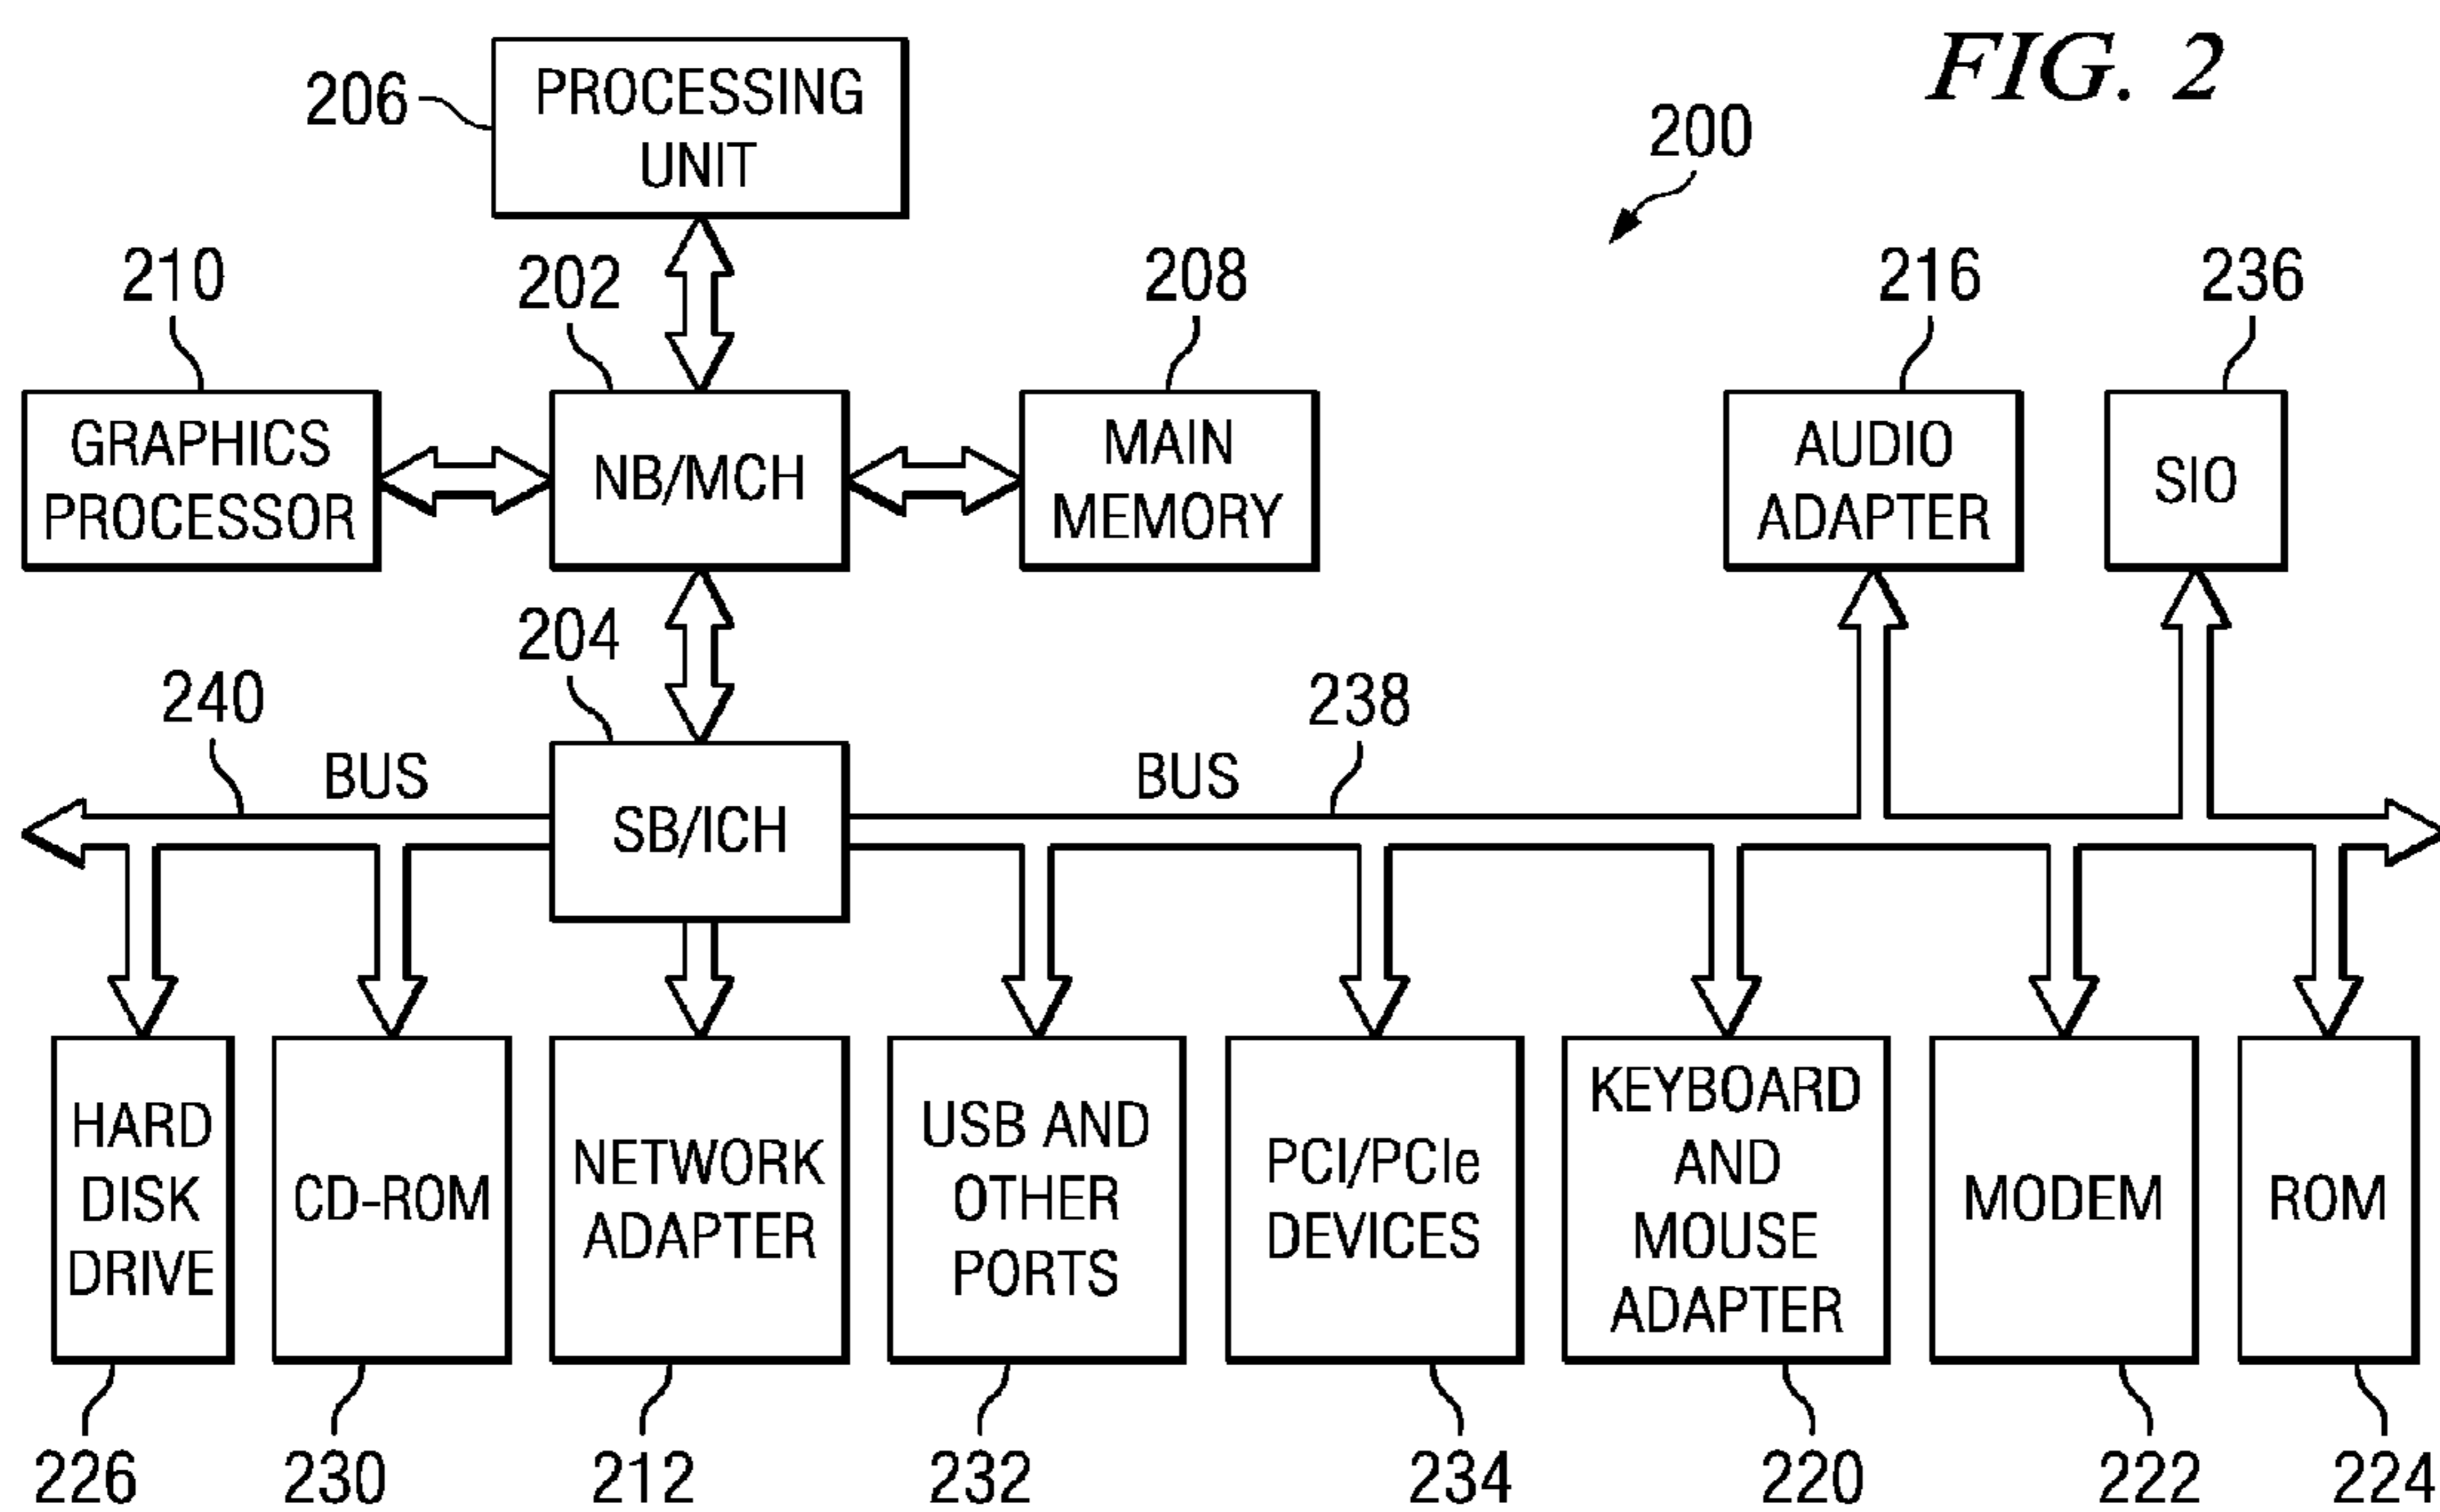 FIG. 2
200
206
PROCESSING
UNIT
210
202
208
216
236
GRAPHICS
PROCESSOR
NB/MCH
MAIN
MEMORY
AUDIO
ADAPTER
SIO
204
240
238
BUS
BUS
SB/ICH
HARD
DISK
DRIVE
CD-ROM
NETWORK
ADAPTER
USB AND
OTHER
PORTS
PCI/PCIe
DEVICES
KEYBOARD
AND
MOUSE
ADAPTER
MODEM
ROM
226
230
212
232
234
220
222
224